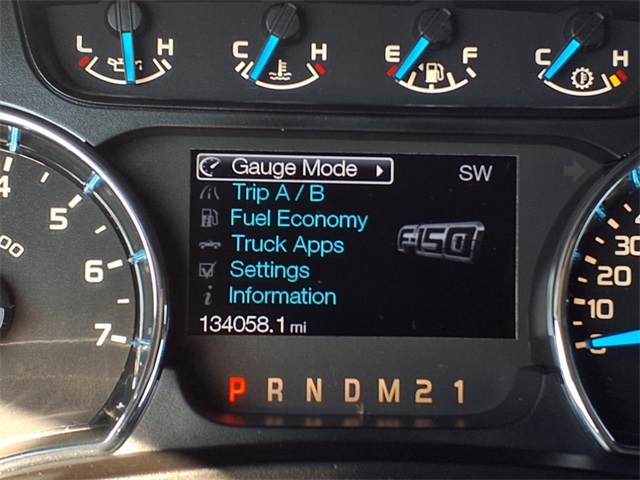 L H C H E F C H
Gauge Mode SW
Trip A / B
Fuel Economy
F-150
Truck Apps
Settings
i Information
134058.1 mi
P R N D M 2 1
4
5
6
7
00
30
20
10
0